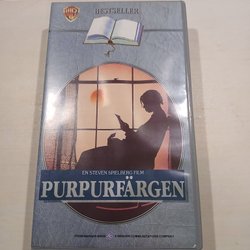 BESTSELLER
EN STEVEN SPIELBERG FILM
PURPURFÄRGEN